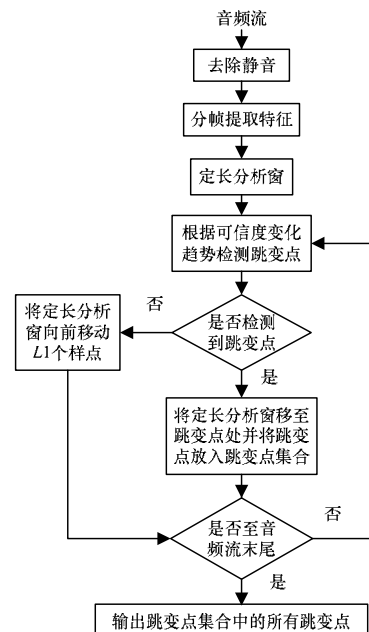 音频流
去除静音
分帧提取特征
定长分析窗
根据可信度变化
趋势检测跳变点
否
将定长分析
窗向前移动
L1个样点
是否检测
到跳变点
是
将定长分析窗移至
跳变点处并将跳变
点放入跳变点集合
是否至音
频流末尾
否
是
输出跳变点集合中的所有跳变点